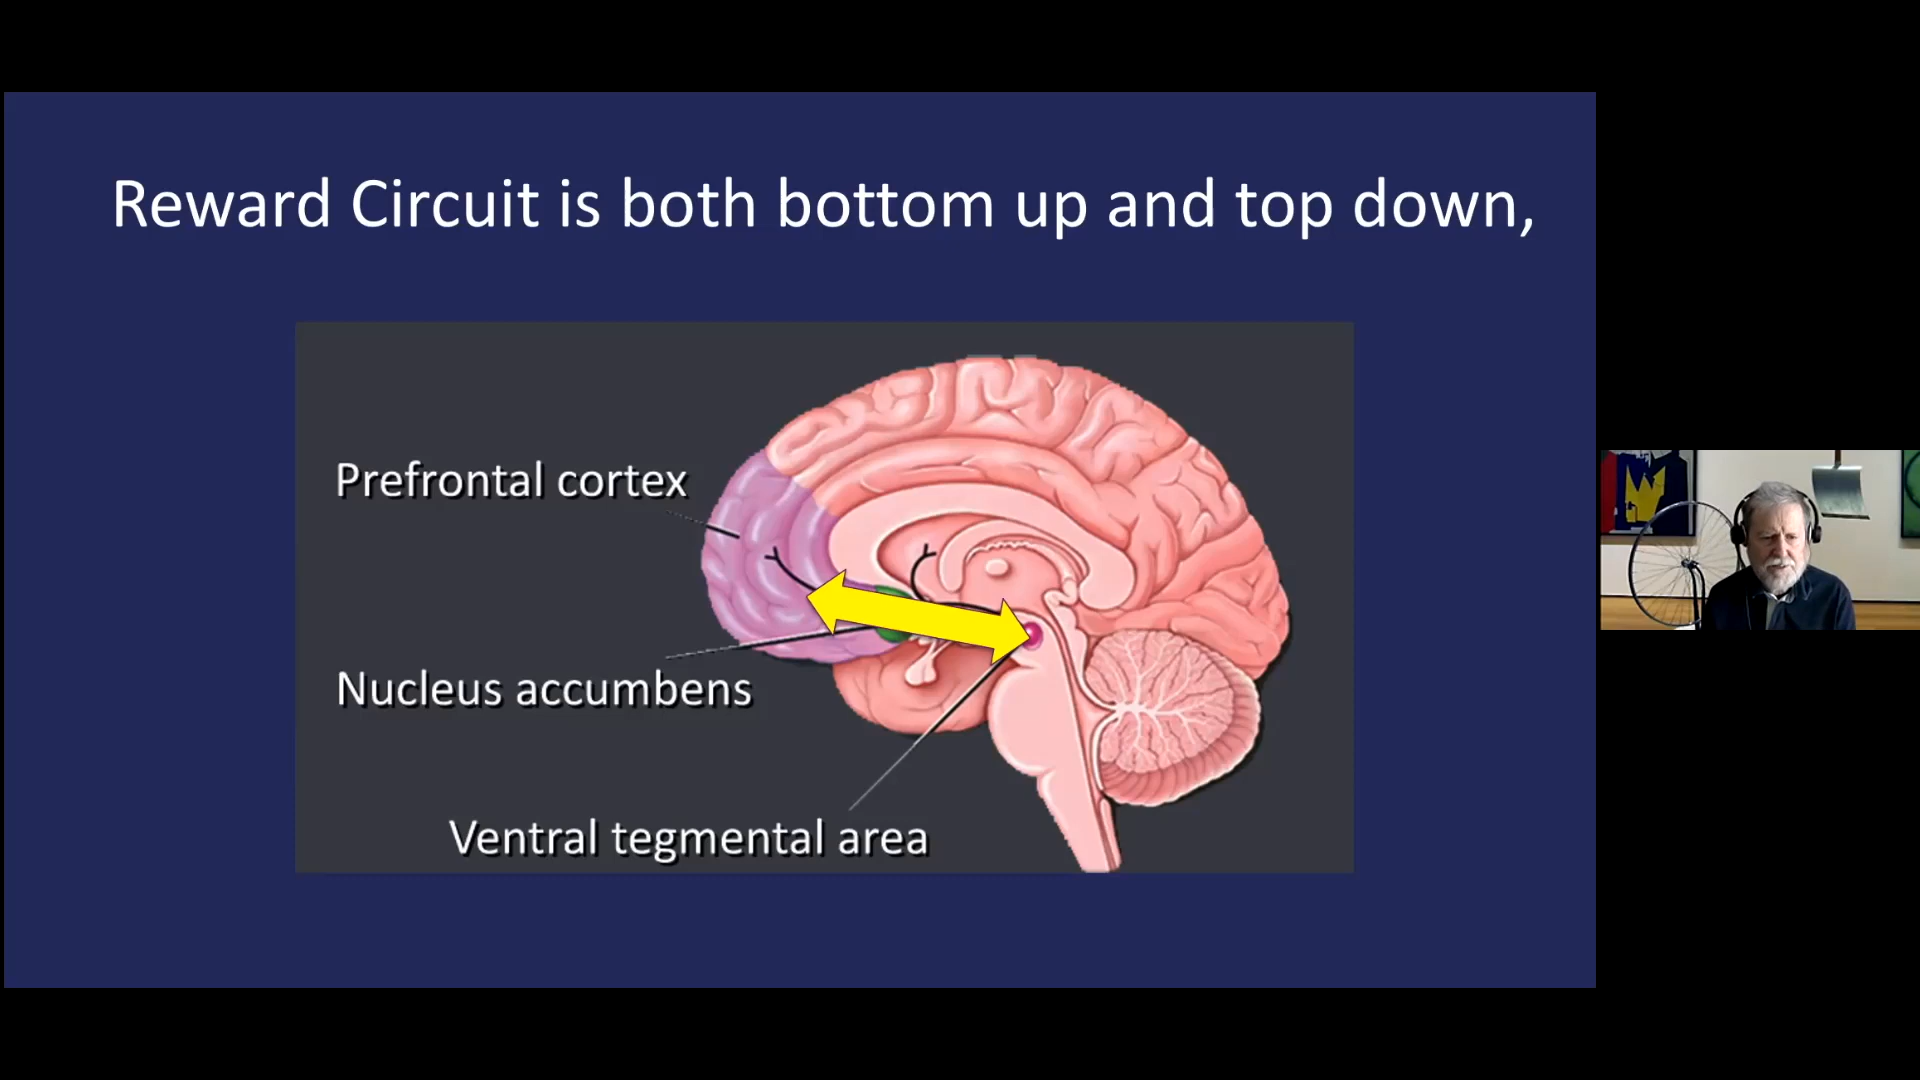 Reward Circuit is both bottom up and top down,
Prefrontal cortex
Nucleus accumbens
Ventral tegmental area